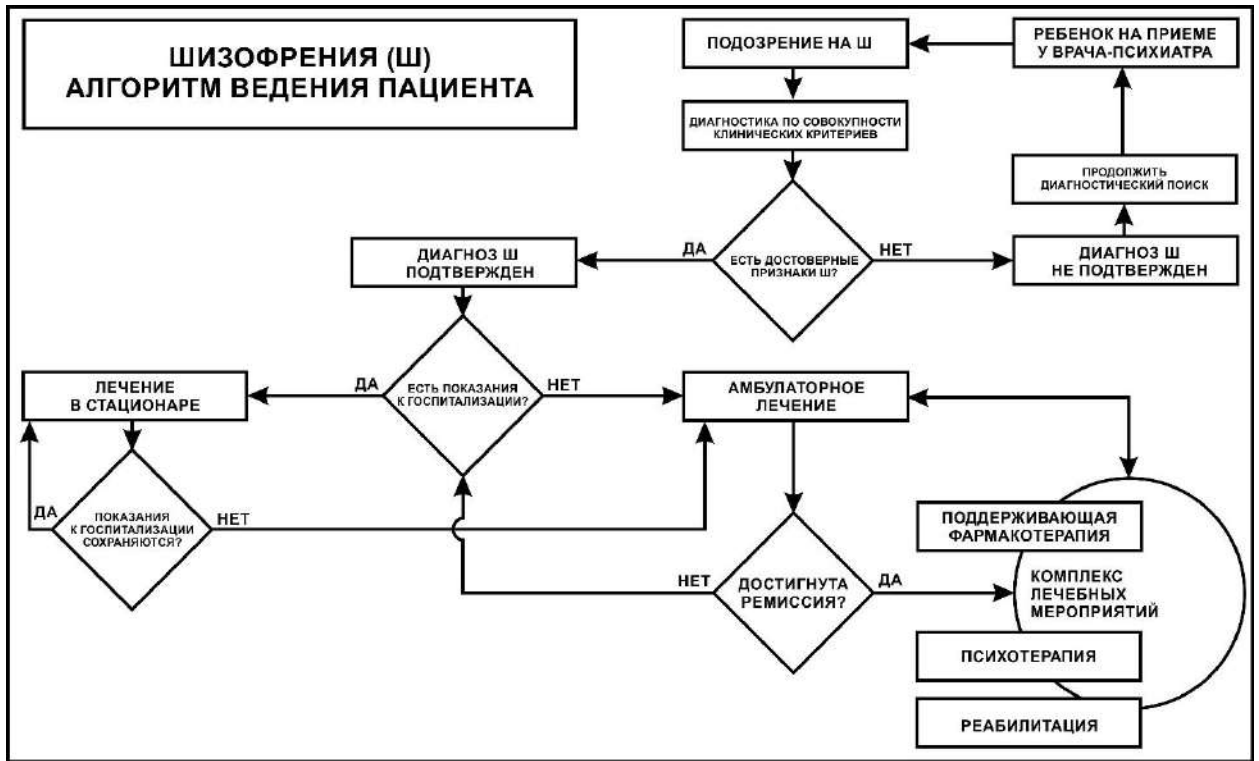 ШИЗОФРЕНИЯ (Ш)
АЛГОРИТМ ВЕДЕНИЯ ПАЦИЕНТА
ПОДОЗРЕНИЕ НА Ш
РЕБЕНОК НА ПРИЕМЕ
У ВРАЧА-ПСИХИАТРА
ДИАГНОСТИКА ПО СОВОКУПНОСТИ
КЛИНИЧЕСКИХ КРИТЕРИЕВ
ПРОДОЛЖИТЬ
ДИАГНОСТИЧЕСКИЙ ПОИСК
ДИАГНОЗ Ш
ПОДТВЕРЖДЕН
ДА
ЕСТЬ ДОСТОВЕРНЫЕ
ПРИЗНАКИ Ш?
НЕТ
ДИАГНОЗ Ш
НЕ ПОДТВЕРЖДЕН
ЛЕЧЕНИЕ
В СТАЦИОНАРЕ
ДА
ЕСТЬ ПОКАЗАНИЯ
К ГОСПИТАЛИЗАЦИИ?
НЕТ
АМБУЛАТОРНОЕ
ЛЕЧЕНИЕ
ДА
ПОКАЗАНИЯ
К ГОСПИТАЛИЗАЦИИ
СОХРАНЯЮТСЯ?
НЕТ
НЕТ
ДОСТИГНУТА
РЕМИССИЯ?
ДА
ПОДДЕРЖИВАЮЩАЯ
ФАРМАКОТЕРАПИЯ
КОМПЛЕКС
ЛЕЧЕБНЫХ
МЕРОПРИЯТИЙ
ПСИХОТЕРАПИЯ
РЕАБИЛИТАЦИЯ